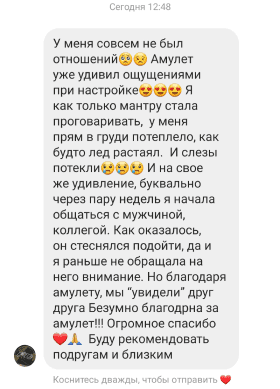 Сегодня 12:48
У меня совсем не был
отношений🥺😣 Амулет
уже удивил ощущениями
при настройке😍😍😍 Я
как только мантру стала
проговаривать, у меня
прям в груди потеплело, как
будто лед растаял. И слезы
потекли😢😢😢 И на свое
же удивление, буквально
через пару недель я начала
общаться с мужчиной,
коллегой. Как оказалось,
он стеснялся подойти, да и
я раньше не обращала на
него внимание. Но благодаря
амулету, мы “увидели” друг
друга Безумно благодрна за
амулет!!! Огромное спасибо
❤️🙏 Буду рекомендовать
подругам и близким
Коснитесь дважды, чтобы отправить ❤️